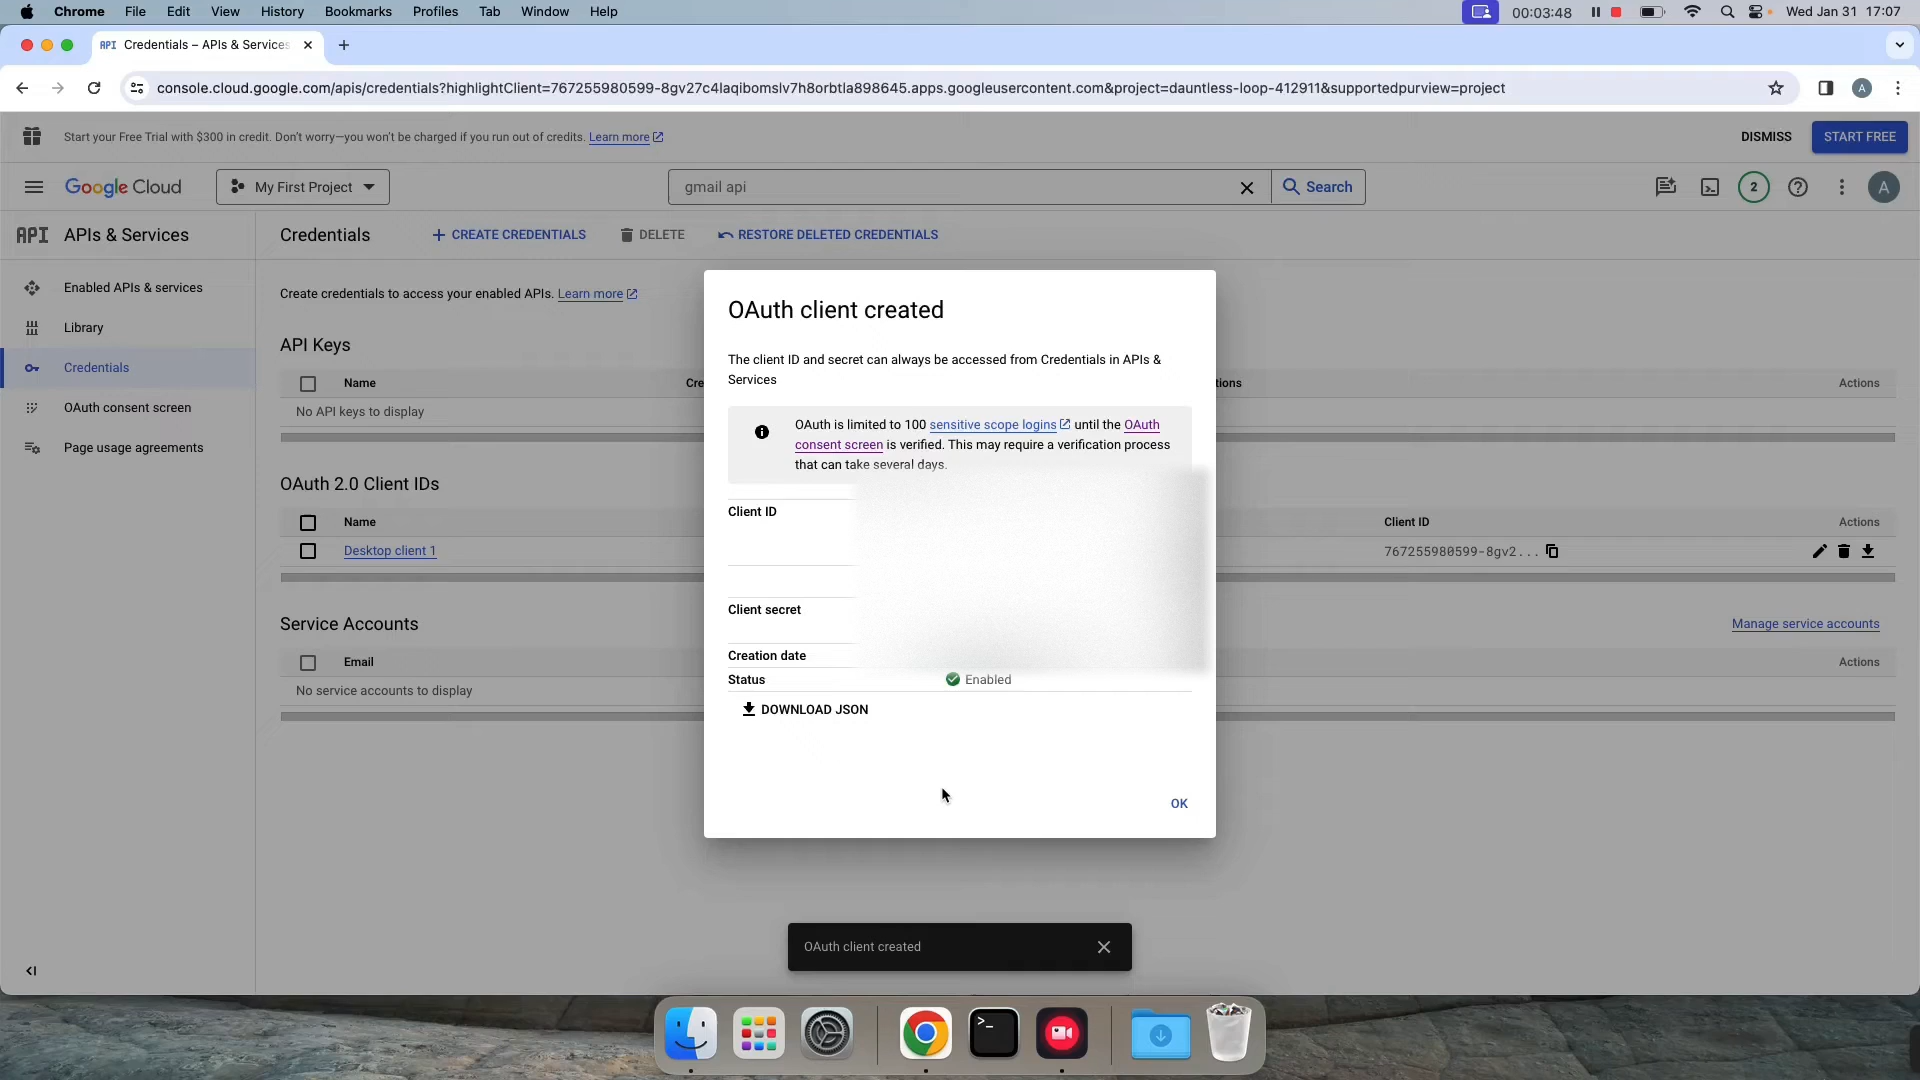 Chrome File Edit View History Bookmarks Profiles Tab Window Help 00:03:48 Wed Jan 31 17:07
API Credentials – APIs & Services
console.cloud.google.com/apis/credentials?highlightClient=767255980599-8gv27c4laqibomslv7h8orbtla898645.apps.googleusercontent.com&project=dauntless-loop-412911&supportedpurview=project A
Start your Free Trial with $300 in credit. Don't worry—you won't be charged if you run out of credits. Learn more DISMISS START FREE
Google Cloud My First Project gmail api Search 2 A
API APIs & Services Credentials CREATE CREDENTIALS DELETE RESTORE DELETED CREDENTIALS
Enabled APIs & services
Library
Credentials
OAuth consent screen
Page usage agreements
Create credentials to access your enabled APIs. Learn more
API Keys
Name Cre tions Actions
No API keys to display
OAuth 2.0 Client IDs
Name Client ID Actions
Desktop client 1 767255980599-8gv2...
Service Accounts Manage service accounts
Email Actions
No service accounts to display
OAuth client created
The client ID and secret can always be accessed from Credentials in APIs &
Services
OAuth is limited to 100 sensitive scope logins until the OAuth
consent screen is verified. This may require a verification process
that can take several days.
Client ID
Client secret
Creation date
Status Enabled
DOWNLOAD JSON
OK
OAuth client created